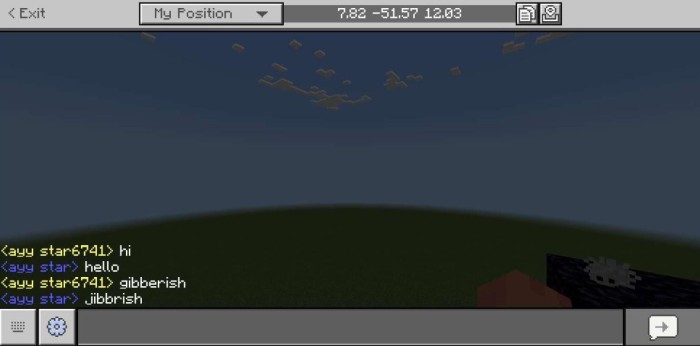 < Exit
My Position
7.82 -51.57 12.03
<ayy star6741> hi
<ayy star> hello
<ayy star6741> gibberish
<ayy star> jibbrish